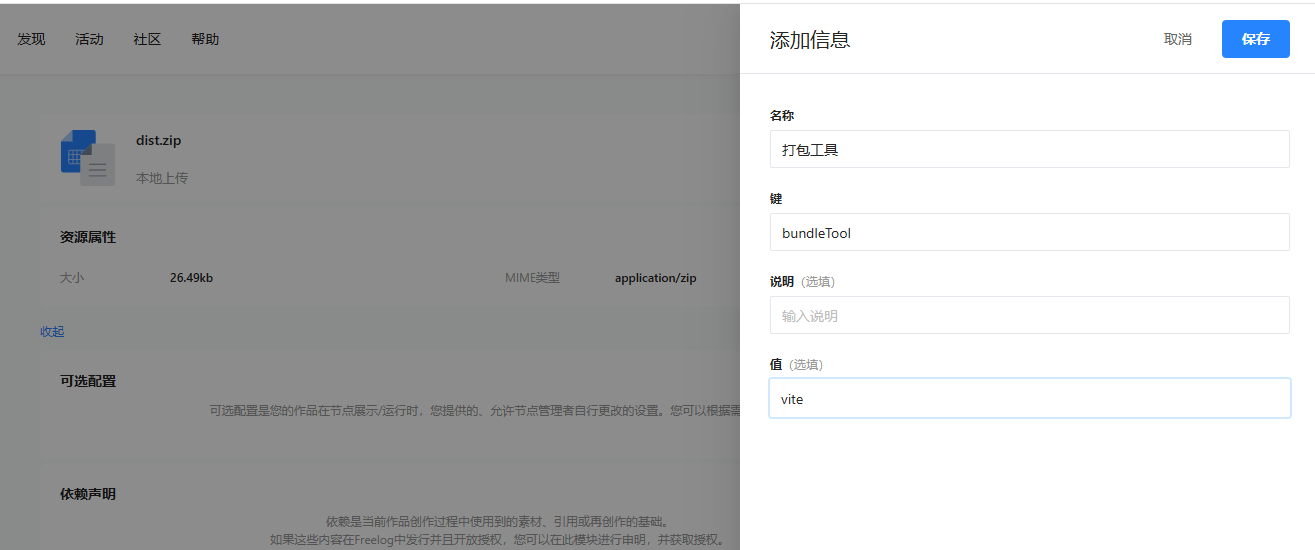 发现 活动 社区 帮助
添加信息 取消 保存
dist.zip
本地上传
资源属性
大小 26.49kb MIME类型 application/zip
收起
可选配置
可选配置是您的作品在节点展示/运行时，您提供的、允许节点管理者自行更改的设置。您可以根据需
依赖声明
依赖是当前作品创作过程中使用到的素材、引用或再创作的基础。
如果这些内容在Freelog中发行并且开放授权，您可以在此模块进行申明，并获取授权。
名称
打包工具
键
bundleTool
说明 (选填)
输入说明
值 (选填)
vite